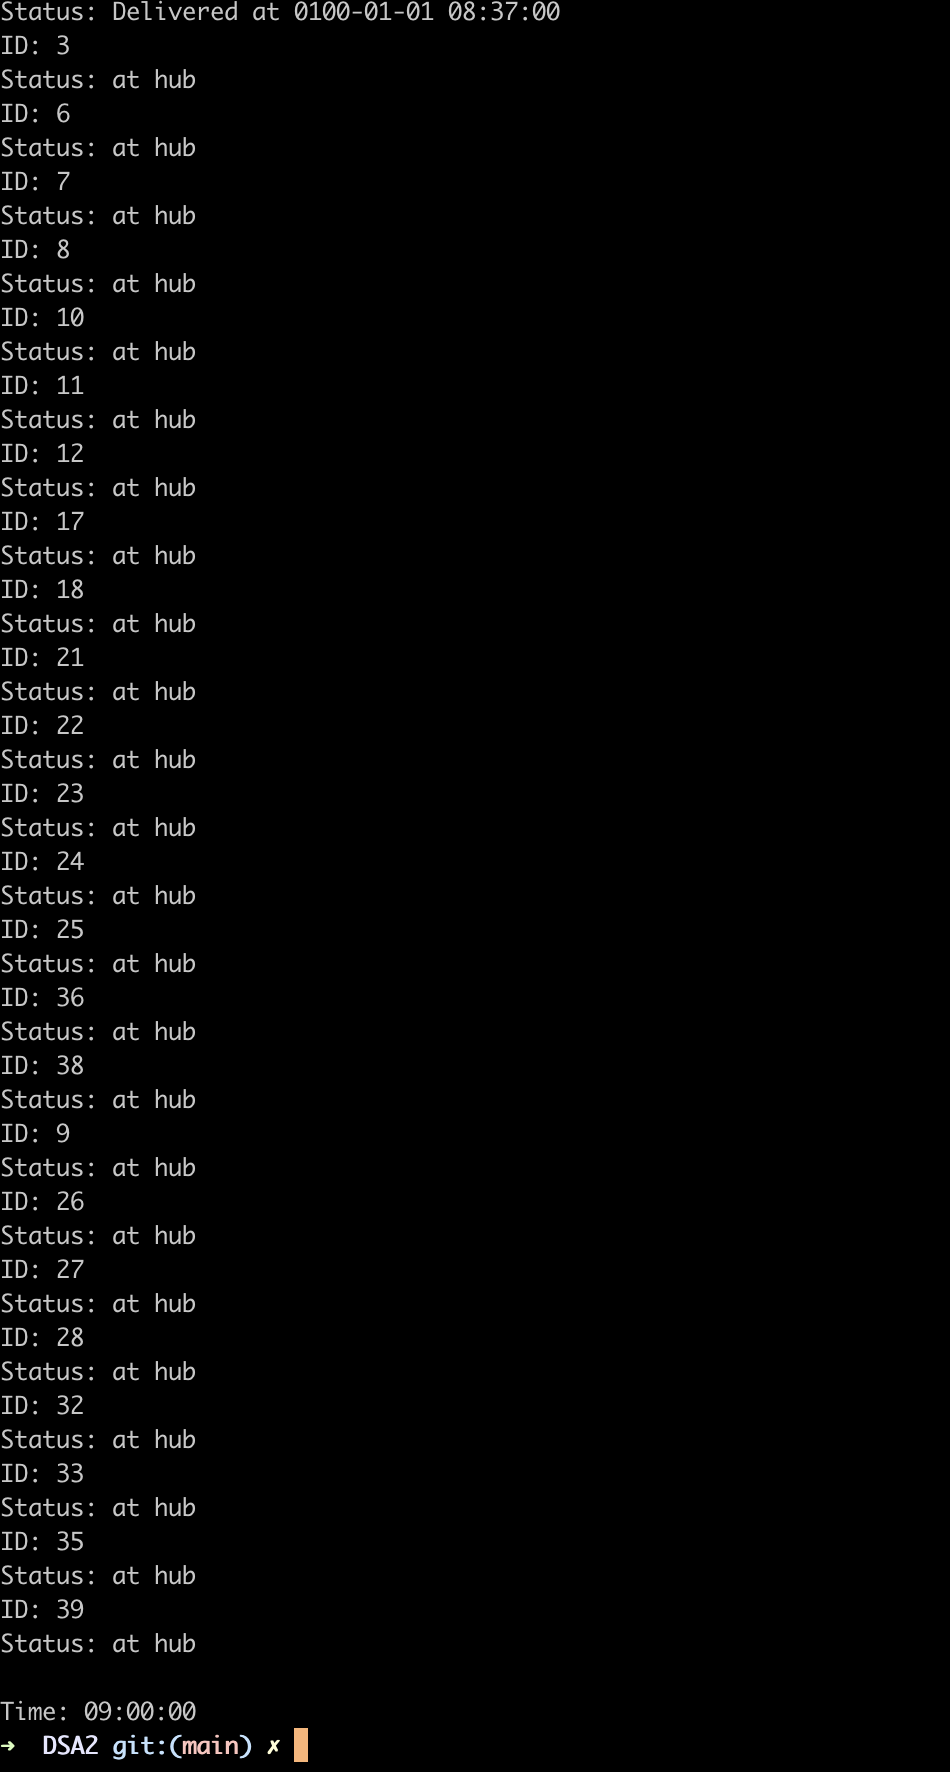 Status: Delivered at 0100-01-01 08:37:00
ID: 3
Status: at hub
ID: 6
Status: at hub
ID: 7
Status: at hub
ID: 8
Status: at hub
ID: 10
Status: at hub
ID: 11
Status: at hub
ID: 12
Status: at hub
ID: 17
Status: at hub
ID: 18
Status: at hub
ID: 21
Status: at hub
ID: 22
Status: at hub
ID: 23
Status: at hub
ID: 24
Status: at hub
ID: 25
Status: at hub
ID: 36
Status: at hub
ID: 38
Status: at hub
ID: 9
Status: at hub
ID: 26
Status: at hub
ID: 27
Status: at hub
ID: 28
Status: at hub
ID: 32
Status: at hub
ID: 33
Status: at hub
ID: 35
Status: at hub
ID: 39
Status: at hub
Time: 09:00:00
→ DSA2 git:(main) ✗